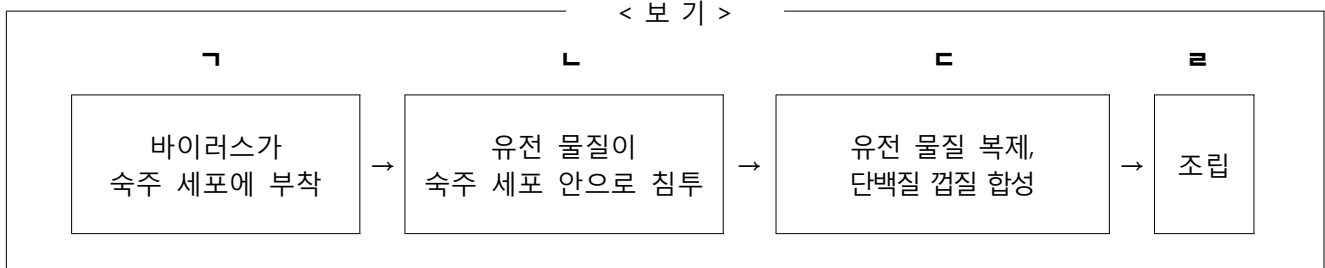 < 보 기 >
ㄱ ㄴ ㄷ ㄹ
바이러스가
숙주 세포에 부착
→
유전 물질이
숙주 세포 안으로 침투
→
유전 물질 복제,
단백질 껍질 합성
→
조립